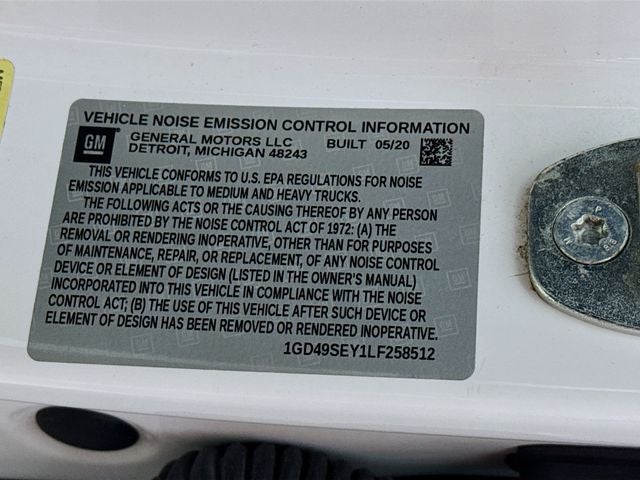 VEHICLE NOISE EMISSION CONTROL INFORMATION
GM GENERAL MOTORS LLC BUILT 05/20
DETROIT, MICHIGAN 48243
THIS VEHICLE CONFORMS TO U.S. EPA REGULATIONS FOR NOISE
EMISSION APPLICABLE TO MEDIUM AND HEAVY TRUCKS.
THE FOLLOWING ACTS OR THE CAUSING THEREOF BY ANY PERSON
ARE PROHIBITED BY THE NOISE CONTROL ACT OF 1972: (A) THE
REMOVAL OR RENDERING INOPERATIVE, OTHER THAN FOR PURPOSES
OF MAINTENANCE, REPAIR, OR REPLACEMENT, OF ANY NOISE CONTROL
DEVICE OR ELEMENT OF DESIGN (LISTED IN THE OWNER'S MANUAL)
INCORPORATED INTO THIS VEHICLE IN COMPLIANCE WITH THE NOISE
CONTROL ACT; (B) THE USE OF THIS VEHICLE AFTER SUCH DEVICE OR
ELEMENT OF DESIGN HAS BEEN REMOVED OR RENDERED INOPERATIVE.
1GD49SEY1LF258512